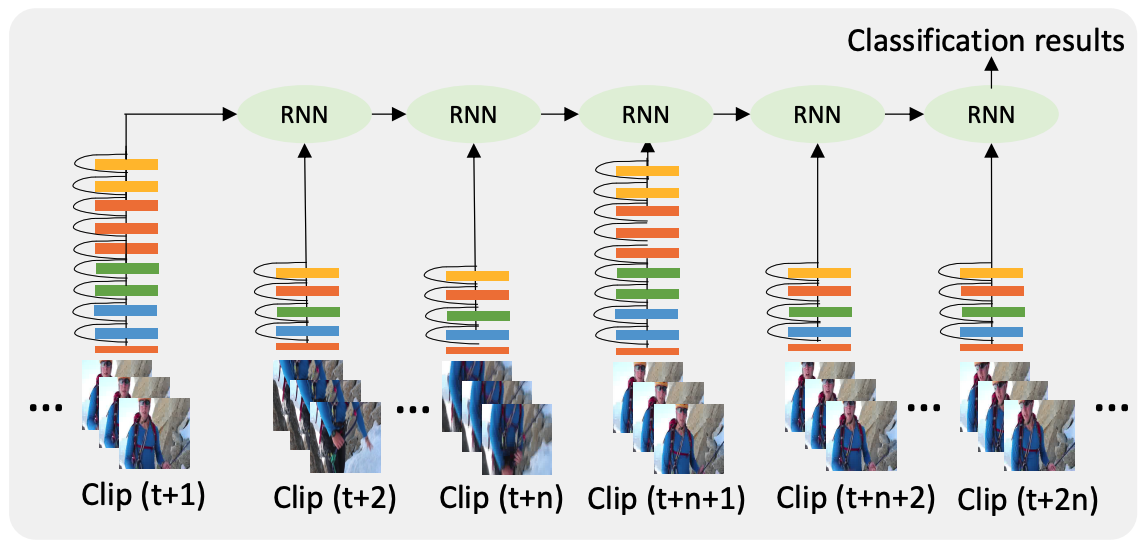 Classification results
RNN
RNN
RNN
RNN
RNN
...
...
...
...
Clip (t+1)
Clip (t+2)
Clip (t+n)
Clip (t+n+1)
Clip (t+n+2)
Clip (t+2n)